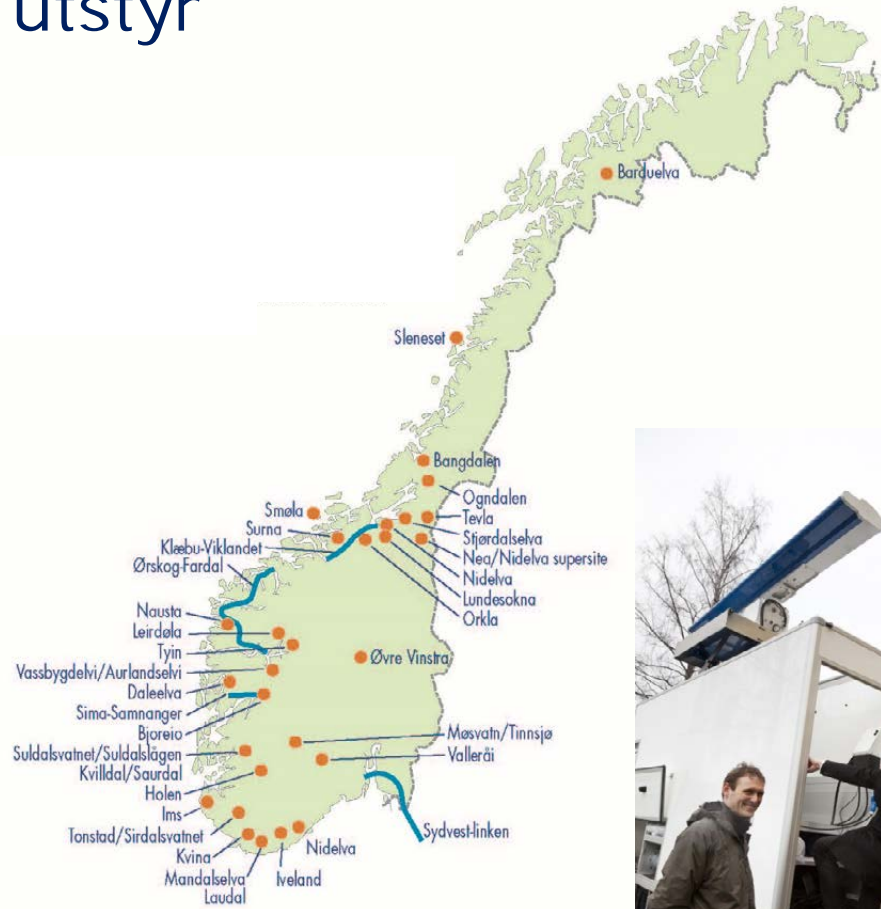 utstyr
Barduelva
Sleneset
Bangdalen
Ogndalen
Smøla
Tevla
Surna
Stjørdalselva
Klæbu-Viklandet
Nea/Nidelva supersite
Ørskog-Fardal
Nidelva
Lundesokna
Orkla
Nausta
Leirdøla
Tyin
Øvre Vinstra
Vassbygdelvi/Aurlandselvi
Daleelva
Sima-Samnanger
Bjoreio
Møsvatn/Tinnsjø
Suldalsvatnet/Suldalslågen
Valleråi
Kvilldal/Saurdal
Holen
Ims
Sydvest-linken
Tonstad/Sirdalsvatnet
Nidelva
Kvina
Mandalselva
Iveland
Laudal